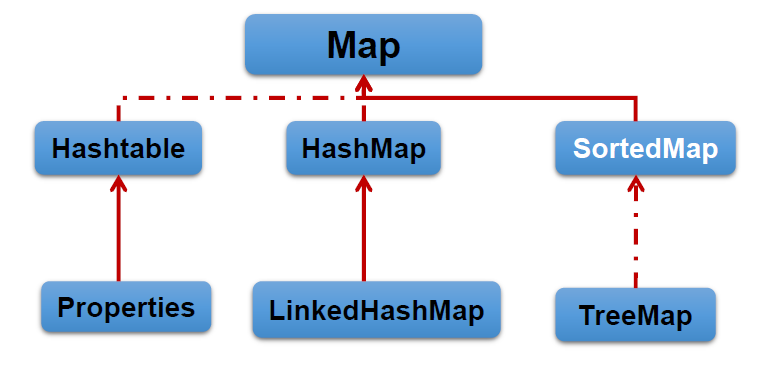 Map
Hashtable
HashMap
SortedMap
Properties
LinkedHashMap
TreeMap